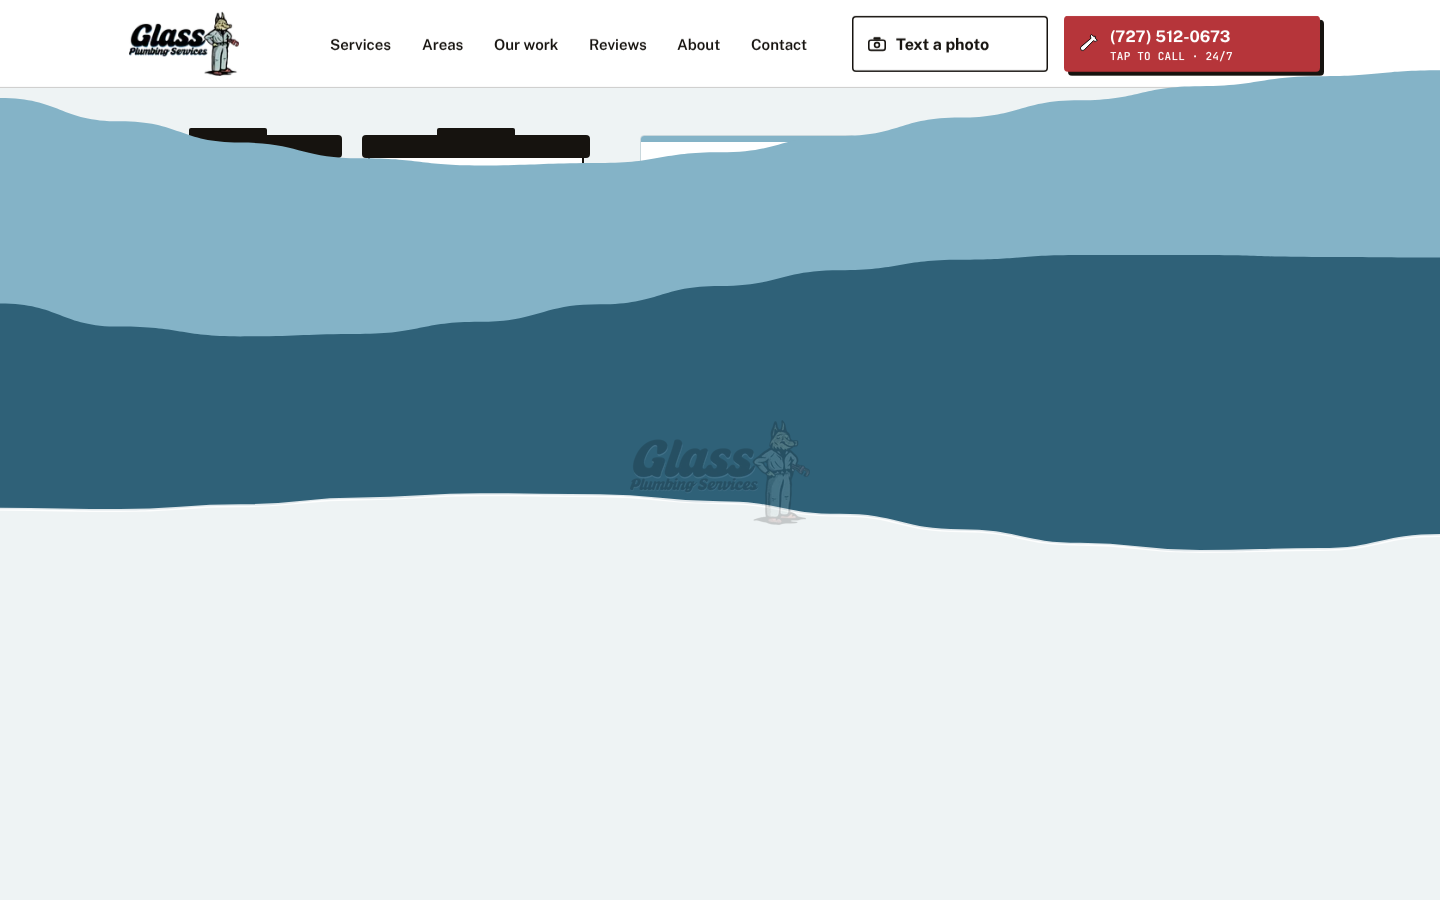 Glass
Plumbing Services
Services
Areas
Our work
Reviews
About
Contact
Text a photo
(727) 512-0673
TAP TO CALL · 24/7
Glass
Plumbing Services